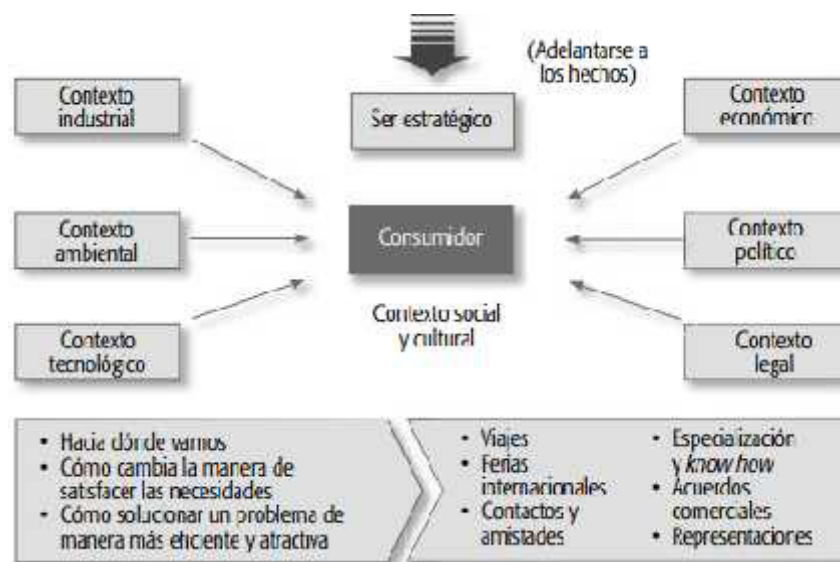 (Adelantarse a
los hechos)
Contexto
industrial
Ser estratégico
Contexto
económico
Contexto
ambiental
Consumidor
Contexto
político
Contexto social
y cultural
Contexto
tecnológico
Contexto
legal
• Hacia dónde vamos
• Cómo cambia la manera de
satisfacer las necesidades
• Cómo solucionar un problema de
manera más eficiente y atractiva
• Viajes
• Ferias
internacionales
• Contactos y
amistades
• Especialización
y know how
• Acuerdos
comerciales
• Representaciones